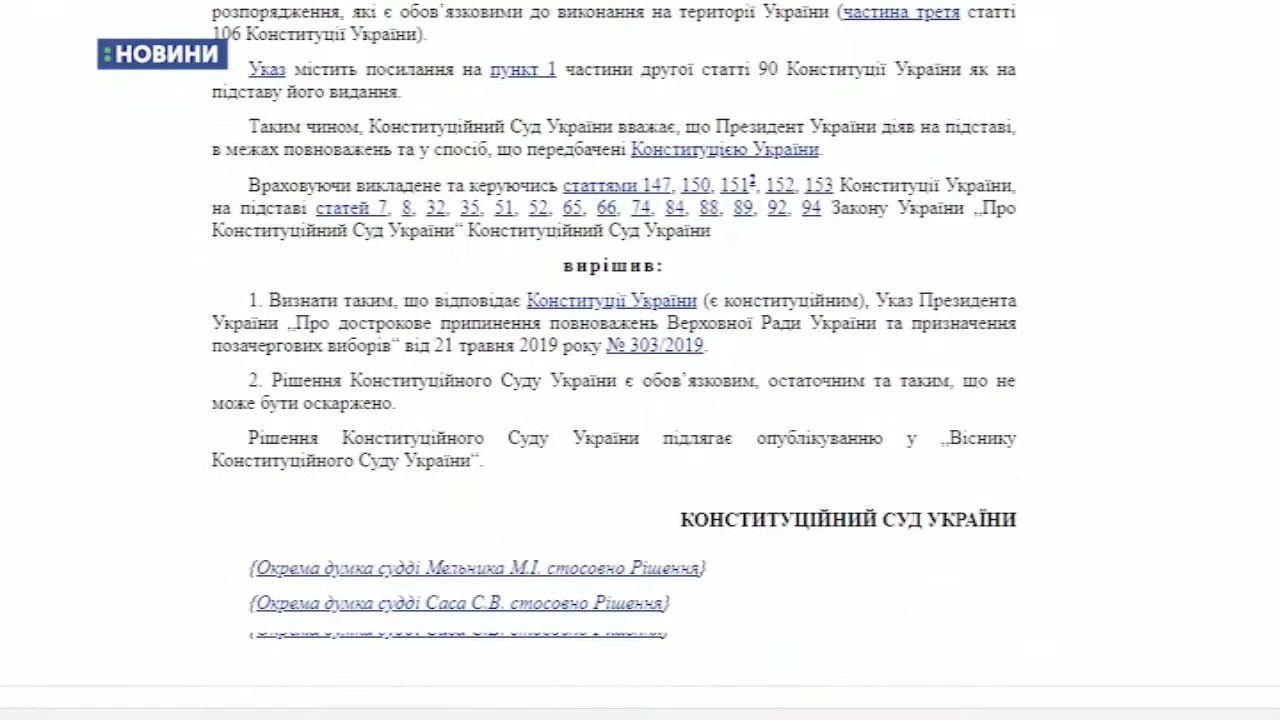 розпорядження, які є обов’язковими до виконання на території України (частина третя статті
106 Конституції України).
:НОВИНИ
Указ містить посилання на пункт 1 частини другої статті 90 Конституції України як на
підставу його видання.
Таким чином, Конституційний Суд України вважає, що Президент України діяв на підставі,
в межах повноважень та у спосіб, що передбачені Конституцією України.
Враховуючи викладене та керуючись статтями 147, 150, 151², 152, 153 Конституції України,
на підставі статей 7, 8, 32, 35, 51, 52, 65, 66, 74, 84, 88, 89, 92, 94 Закону України „Про
Конституційний Суд України“ Конституційний Суд України
вирішив:
1. Визнати таким, що відповідає Конституції України (є конституційним), Указ Президента
України „Про дострокове припинення повноважень Верховної Ради України та призначення
позачергових виборів“ від 21 травня 2019 року № 303/2019.
2. Рішення Конституційного Суду України є обов’язковим, остаточним та таким, що не
може бути оскаржено.
Рішення Конституційного Суду України підлягає опублікуванню у „Віснику
Конституційного Суду України“.
КОНСТИТУЦІЙНИЙ СУД УКРАЇНИ
{Окрема думка судді Мельника М.І. стосовно Рішення}
{Окрема думка судді Саса С.В. стосовно Рішення}